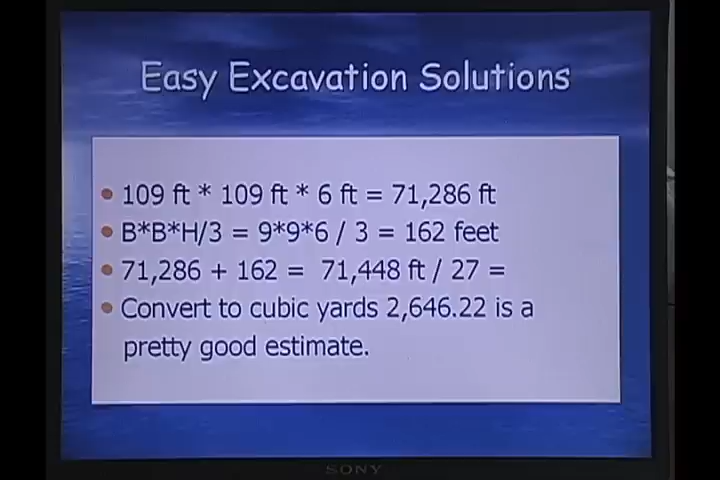 Easy Excavation Solutions
• 109 ft * 109 ft * 6 ft = 71,286 ft
• B*B*H/3 = 9*9*6 / 3 = 162 feet
• 71,286 + 162 = 71,448 ft / 27 =
• Convert to cubic yards 2,646.22 is a
pretty good estimate.
SONY